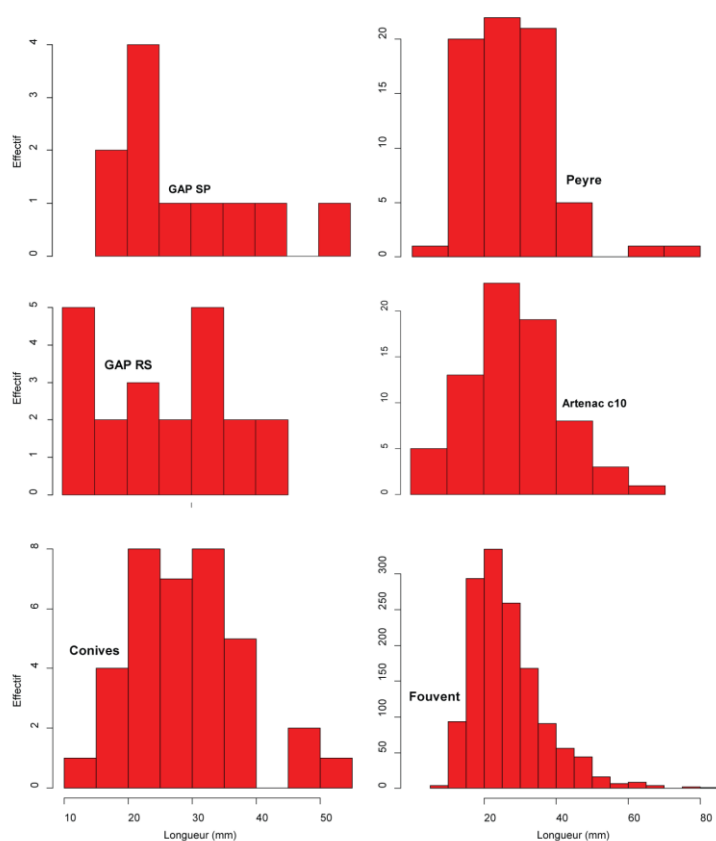 4
3
2
1
0
Effectif
GAP SP
20
15
10
5
0
Peyre
5
4
3
2
1
0
Effectif
GAP RS
20
15
10
5
0
Artenac c10
8
6
4
2
0
Effectif
Conives
10 20 30 40 50
Longueur (mm)
300
250
200
150
100
50
0
Fouvent
20 40 60 80
Longueur (mm)